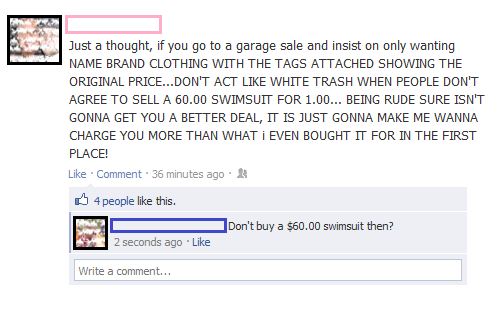 Just a thought, if you go to a garage sale and insist on only wanting
NAME BRAND CLOTHING WITH THE TAGS ATTACHED SHOWING THE
ORIGINAL PRICE...DON'T ACT LIKE WHITE TRASH WHEN PEOPLE DON'T
AGREE TO SELL A 60.00 SWIMSUIT FOR 1.00... BEING RUDE SURE ISN'T
GONNA GET YOU A BETTER DEAL, IT IS JUST GONNA MAKE ME WANNA
CHARGE YOU MORE THAN WHAT i EVEN BOUGHT IT FOR IN THE FIRST
PLACE!
Like · Comment · 36 minutes ago ·
4 people like this.
Don't buy a $60.00 swimsuit then?
2 seconds ago · Like
Write a comment...